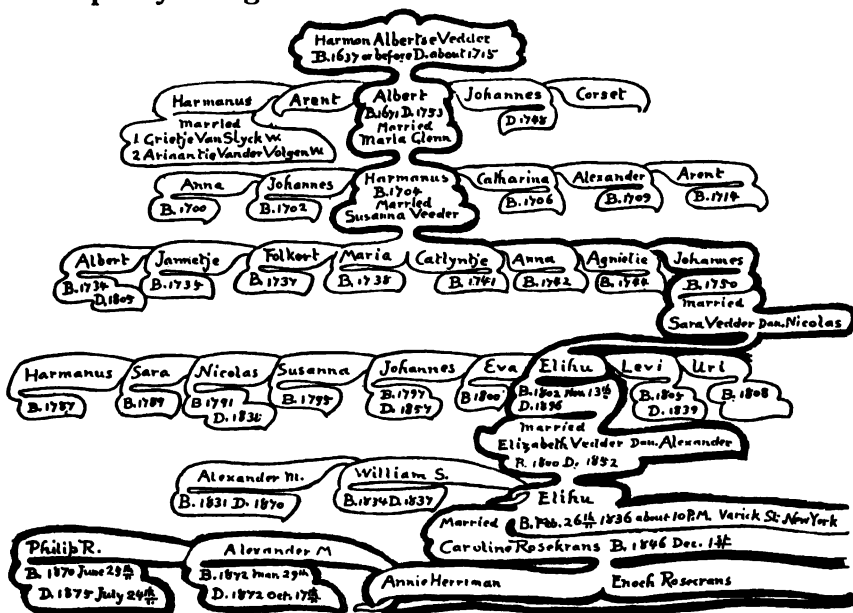 Harmon Albertse Vedder
B. 1637 or before D. about 1715
Harmanus
married
1 Grietje Van Slyck W.
2 Ariaantie Vander Volgen W.
Arent
Albert
B. 1671 D. 1753
Married
Maria Glenn
Johannes
D. 1748
Corset
Anna
B. 1700
Johannes
B. 1702
Harmanus
B. 1704
Married
Susanna Veeder
Catharina
B. 1706
Alexander
B. 1709
Arent
B. 1714
Albert
B. 1734
D. 1805
Jannetje
B. 1735
Folkert
B. 1737
Maria
B. 1738
Catlyntje
B. 1741
Anna
B. 1742
Agnietie
B. 1744
Johannes
B. 1750
married
Sara Vedder Dau. Nicolas
Harmanus
B. 1787
Sara
B. 1789
Nicolas
B 1791
D. 1836
Susanna
B. 1795
Johannes
B. 1797
D. 1857
Eva
B 1800
Elihu
B. 1802 Nov. 13th
D. 1896
married
Elizabeth Vedder Dau. Alexander
B. 1800 D. 1852
Levi
B. 1805
D. 1839
Uri
B. 1808
Alexander M.
B. 1831 D. 1870
William S.
B. 1834 D. 1837
Elihu
B. Feb. 26th 1836 about 10 P.M. Varick St. New York
Married
Caroline Rosekrans B. 1846 Dec. 1st
Philip R.
B. 1870 June 29th
D. 1875 July 24th
Alexander M
B. 1872 Mar. 29th
D. 1872 Oct. 17th
Annie Herriman
Enoch Rosecrans